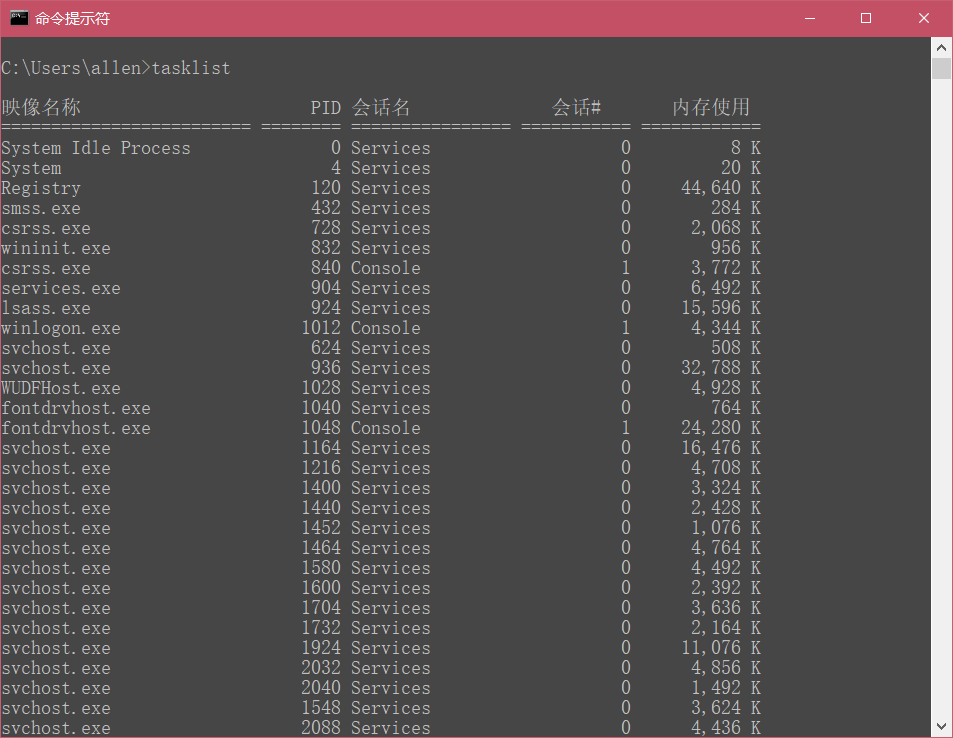 命令提示符
C:\Users\allen>tasklist
映像名称                       PID 会话名              会话#       内存使用
========================= ======== ================ =========== ============
System Idle Process              0 Services                   0          8 K
System                           4 Services                   0         20 K
Registry                       120 Services                   0     44,640 K
smss.exe                       432 Services                   0        284 K
csrss.exe                      728 Services                   0      2,068 K
wininit.exe                    832 Services                   0        956 K
csrss.exe                      840 Console                    1      3,772 K
services.exe                   904 Services                   0      6,492 K
lsass.exe                      924 Services                   0     15,596 K
winlogon.exe                  1012 Console                    1      4,344 K
svchost.exe                    624 Services                   0        508 K
svchost.exe                    936 Services                   0     32,788 K
WUDFHost.exe                  1028 Services                   0      4,928 K
fontdrvhost.exe               1040 Services                   0        764 K
fontdrvhost.exe               1048 Console                    1     24,280 K
svchost.exe                   1164 Services                   0     16,476 K
svchost.exe                   1216 Services                   0      4,708 K
svchost.exe                   1400 Services                   0      3,324 K
svchost.exe                   1440 Services                   0      2,428 K
svchost.exe                   1452 Services                   0      1,076 K
svchost.exe                   1464 Services                   0      4,764 K
svchost.exe                   1580 Services                   0      4,492 K
svchost.exe                   1600 Services                   0      2,392 K
svchost.exe                   1704 Services                   0      3,636 K
svchost.exe                   1732 Services                   0      2,164 K
svchost.exe                   1924 Services                   0     11,076 K
svchost.exe                   2032 Services                   0      4,856 K
svchost.exe                   2040 Services                   0      1,492 K
svchost.exe                   1548 Services                   0      3,624 K
svchost.exe                   2088 Services                   0      4,436 K